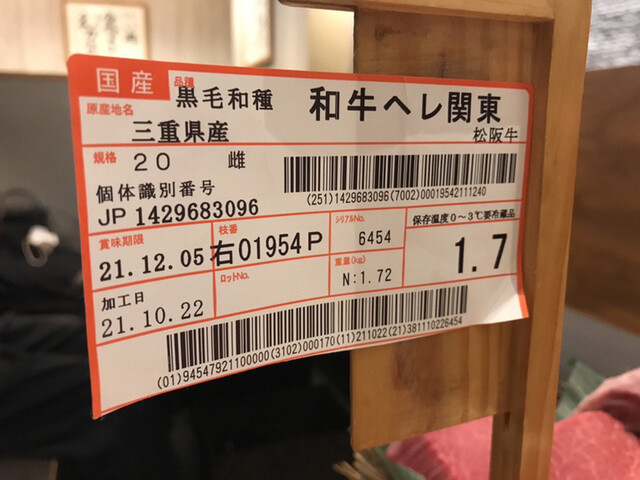 国産
品種
黒毛和種
和牛ヘレ関東
原産地名
三重県産
松阪牛
規格
20 雌
(251)1429683096(7002)00019542111240
個体識別番号
JP 1429683096
賞味期限
21.12.05
枝番
右01954P
シリアルNo.
6454
保存温度0~3℃要冷蔵品
1.7
加工日
21.10.22
ロットNo.
重量(kg)
N:1.72
(01)94547921100000(3102)000170(11)211022(21)381110226454